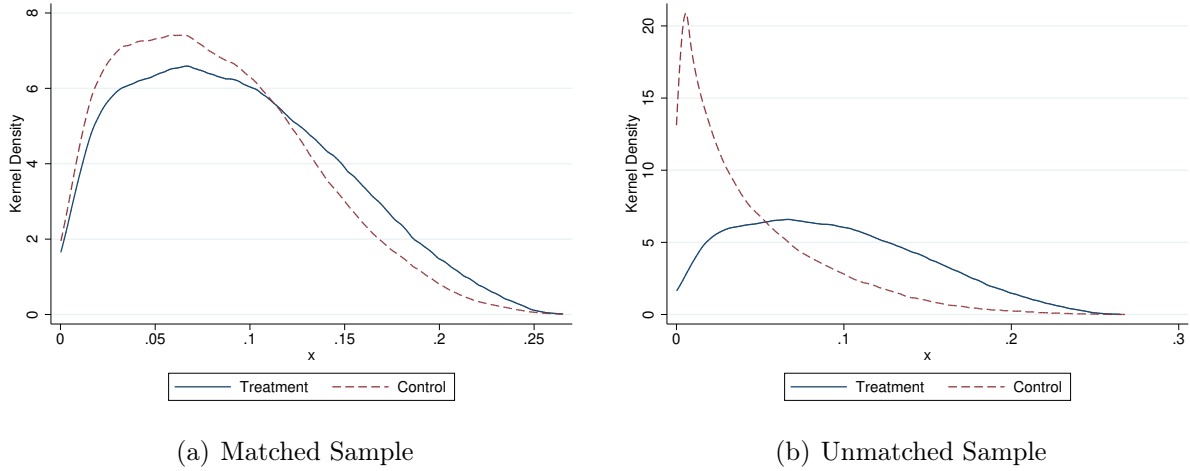 8
6
4
2
0
Kernel Density
0 .05 .1 .15 .2 .25
x
Treatment Control
(a) Matched Sample
20
15
10
5
0
Kernel Density
0 .1 .2 .3
x
Treatment Control
(b) Unmatched Sample